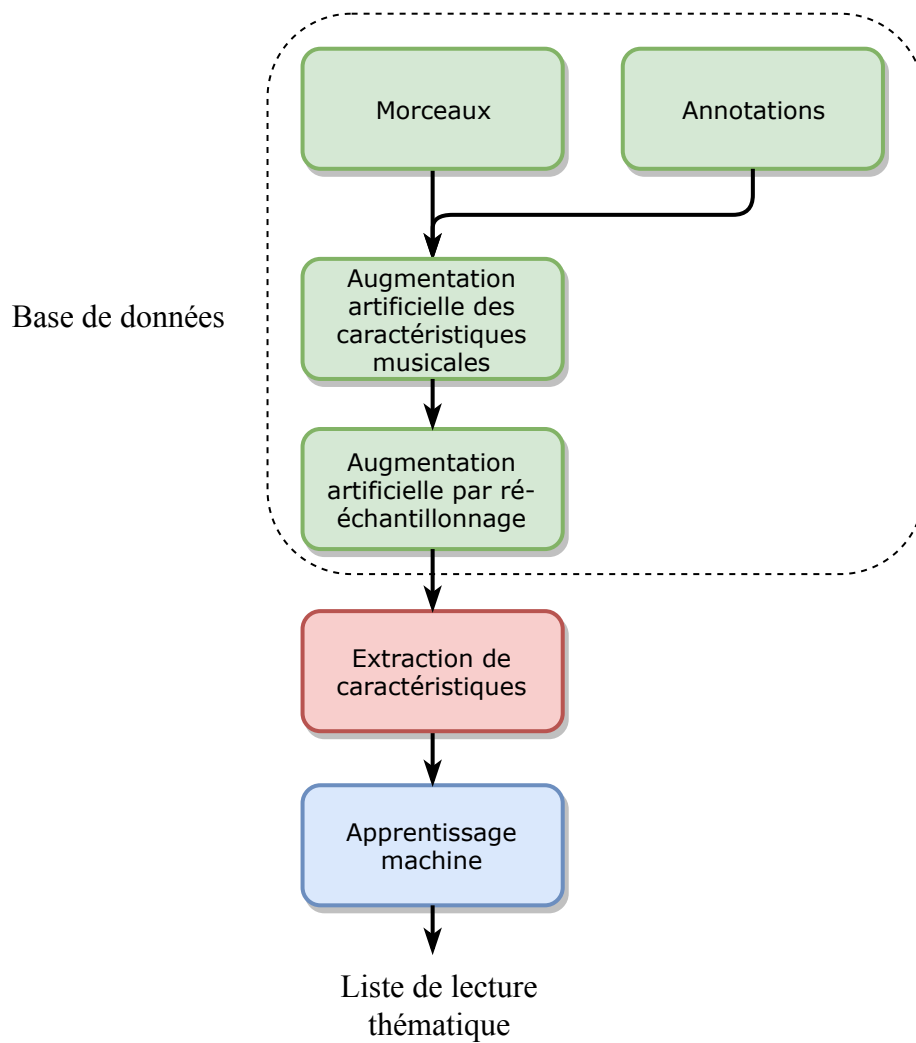 Morceaux
Annotations
Augmentation
artificielle des
caractéristiques
musicales
Base de données
Augmentation
artificielle par ré-
échantillonnage
Extraction de
caractéristiques
Apprentissage
machine
Liste de lecture
thématique